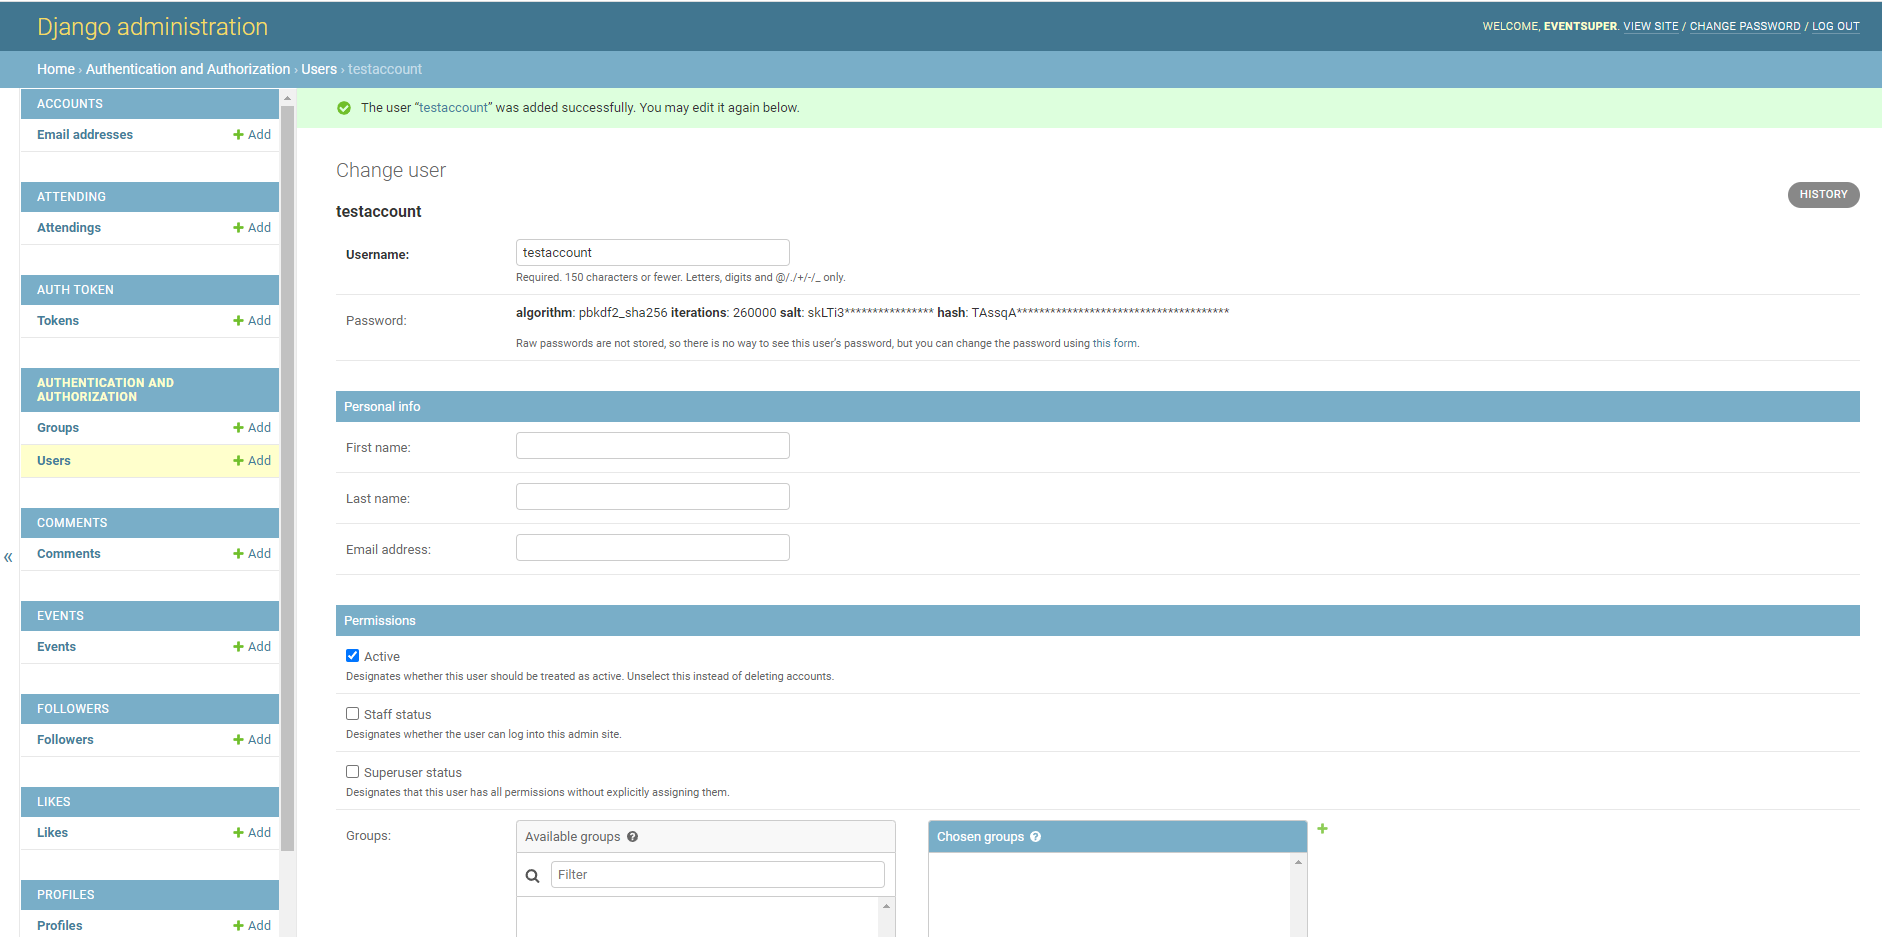 Django administration
WELCOME, EVENTSUPER. VIEW SITE / CHANGE PASSWORD / LOG OUT
Home › Authentication and Authorization › Users › testaccount
ACCOUNTS
Email addresses + Add
ATTENDING
Attendings + Add
AUTH TOKEN
Tokens + Add
AUTHENTICATION AND
AUTHORIZATION
Groups + Add
Users + Add
COMMENTS
Comments + Add
«
EVENTS
Events + Add
FOLLOWERS
Followers + Add
LIKES
Likes + Add
PROFILES
Profiles + Add
The user “testaccount” was added successfully. You may edit it again below.
Change user
HISTORY
testaccount
Username: testaccount
Required. 150 characters or fewer. Letters, digits and @/./+/-/_ only.
Password: algorithm: pbkdf2_sha256 iterations: 260000 salt: skLTi3**************** hash: TAssqA**************************************
Raw passwords are not stored, so there is no way to see this user’s password, but you can change the password using this form.
Personal info
First name:
Last name:
Email address:
Permissions
Active
Designates whether this user should be treated as active. Unselect this instead of deleting accounts.
Staff status
Designates whether the user can log into this admin site.
Superuser status
Designates that this user has all permissions without explicitly assigning them.
Groups:
Available groups ?
Filter
Chosen groups ?
+